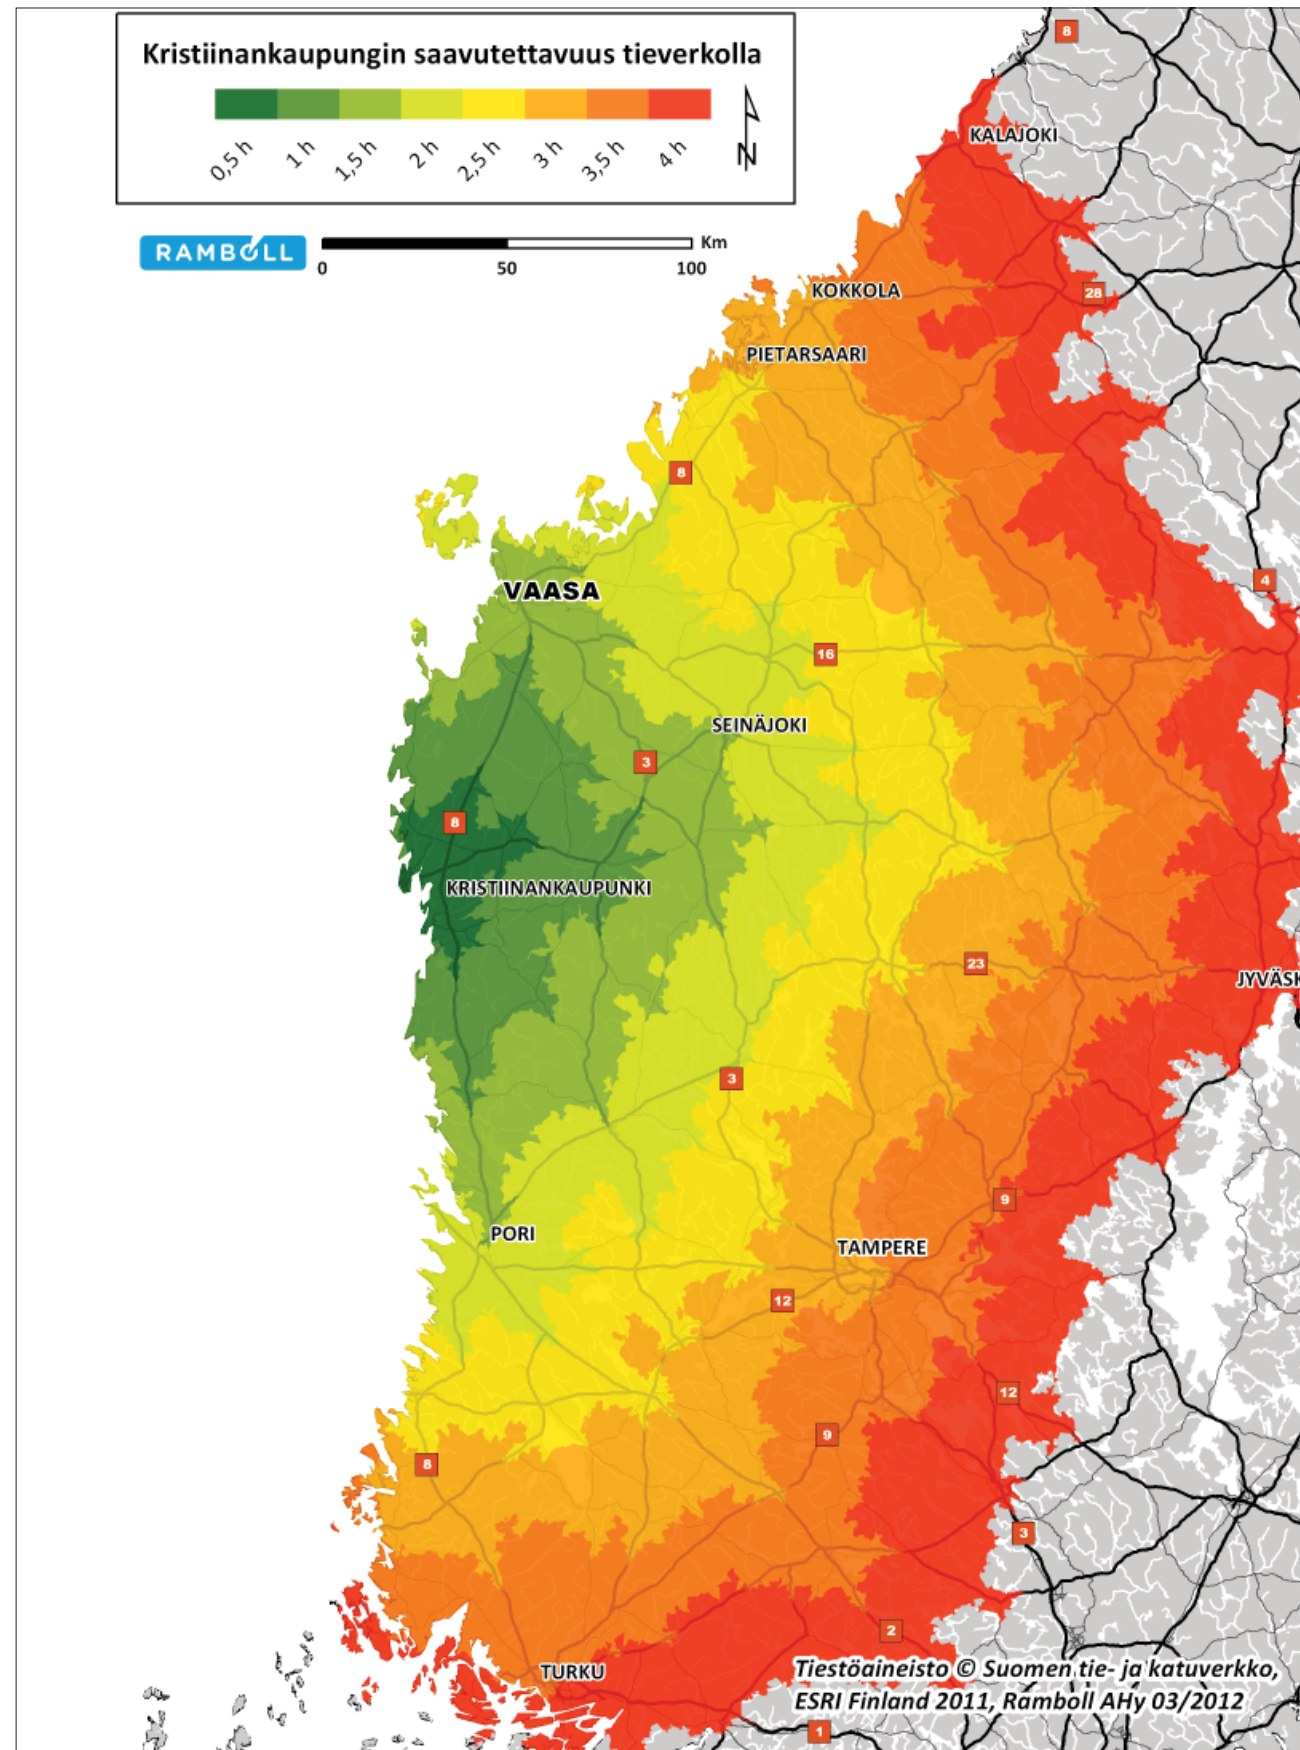 Kristiinankaupungin saavutettavuus tieverkolla
0,5 h 1 h 1,5 h 2 h 2,5 h 3 h 3,5 h 4 h
N
RAMBOLL
Km
0 50 100
8
KALAJOKI
KOKKOLA
28
PIETARSAARI
8
4
VAASA
16
SEINÄJOKI
3
8
KRISTIINANKAUPUNKI
23
JYVÄSK
3
9
PORI
TAMPERE
12
12
9
8
3
2
TURKU
Tiestöaineisto © Suomen tie- ja katuverkko,
ESRI Finland 2011, Ramboll AHy 03/2012
1